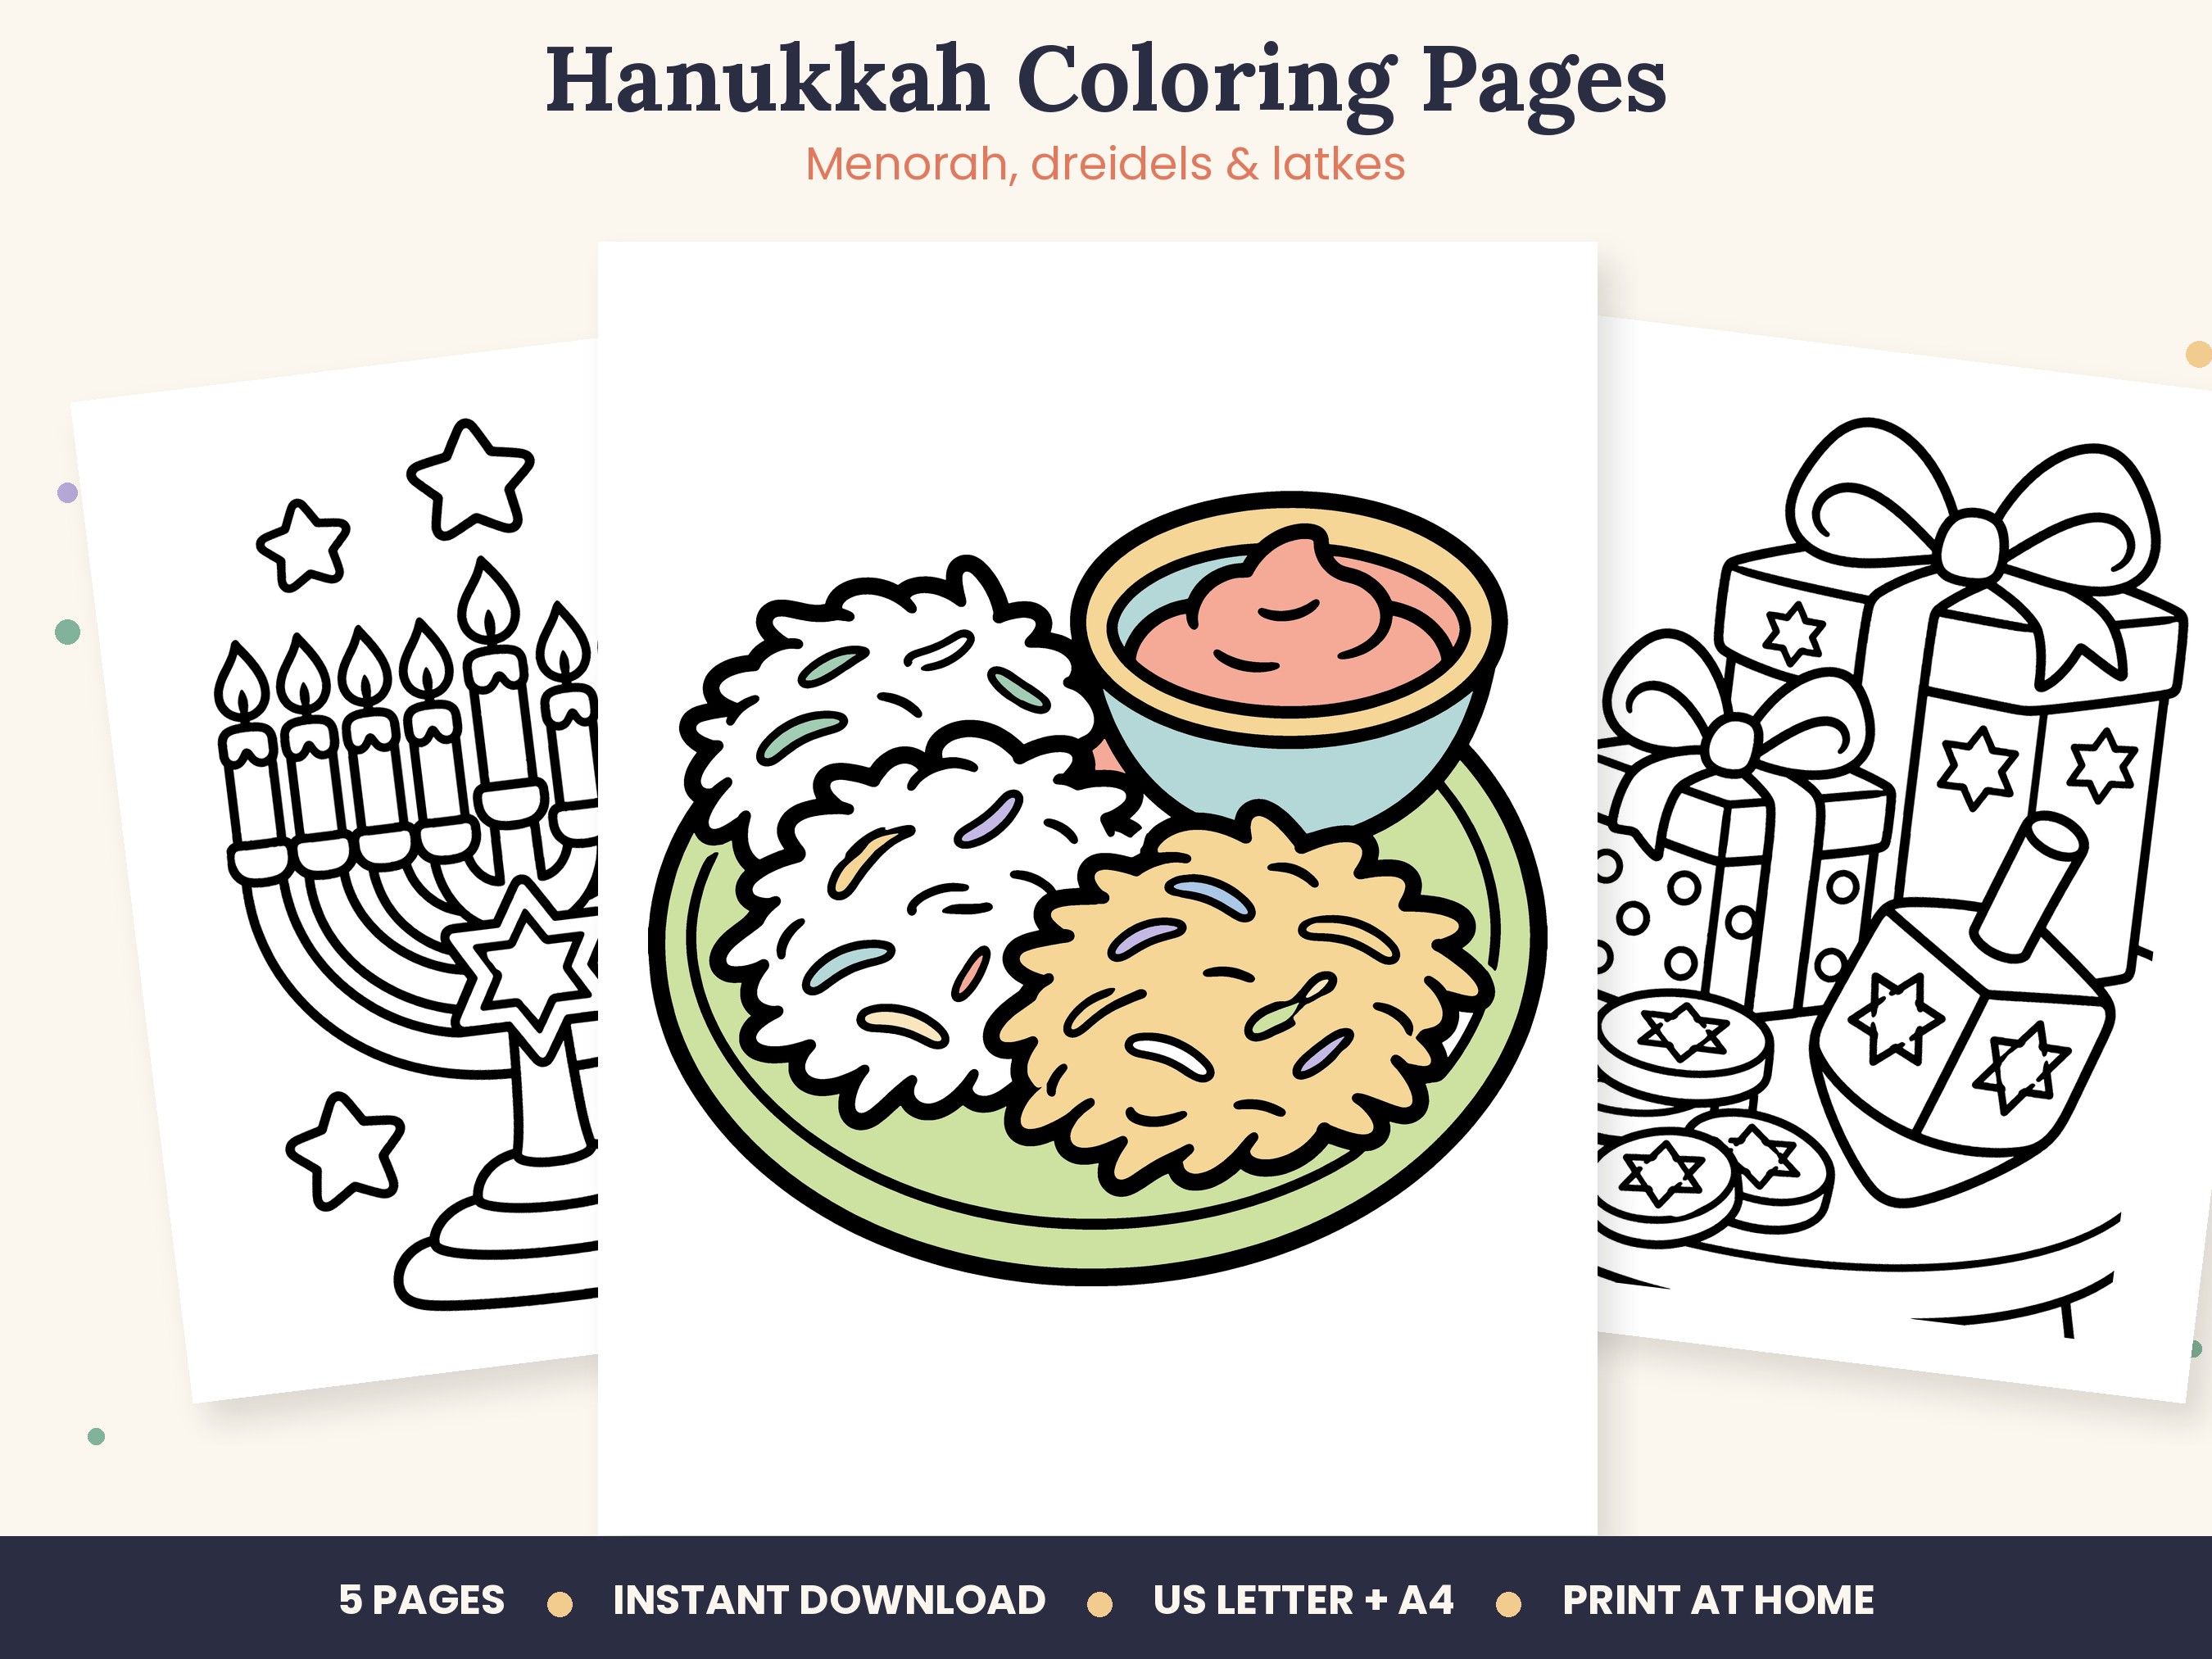 Hanukkah Coloring Pages
Menorah, dreidels & latkes
5 PAGES ● INSTANT DOWNLOAD ● US LETTER + A4 ● PRINT AT HOME